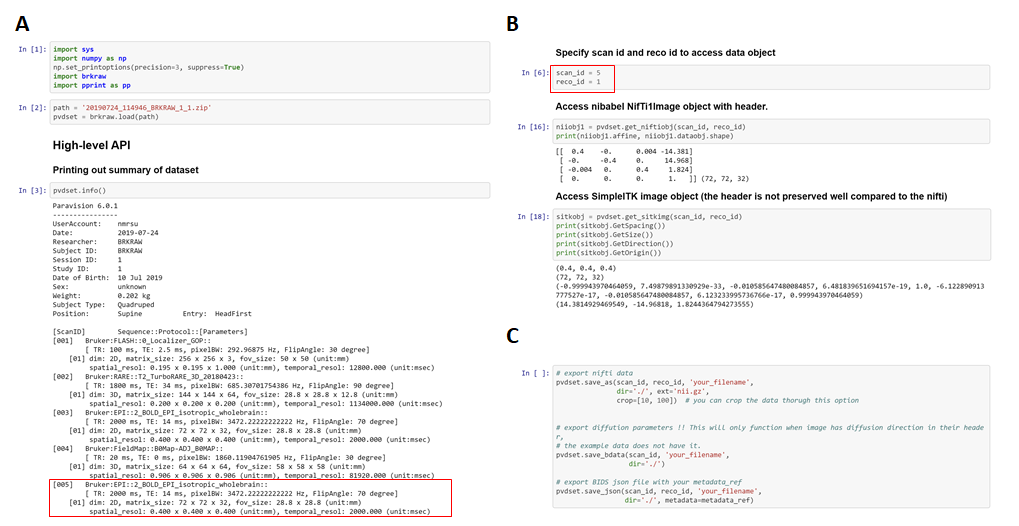 A
In [1]: import sys
import numpy as np
np.set_printoptions(precision=3, suppress=True)
import brkraw
import pprint as pp
In [2]: path = '20190724_114946_BRKRAW_1_1.zip'
pvdset = brkraw.load(path)
High-level API
Printing out summary of dataset
In [3]: pvdset.info()
Paravision 6.0.1
----------------
UserAccount: nmrsu
Date: 2019-07-24
Researcher: BRKRAW
Subject ID: BRKRAW
Session ID: 1
Study ID: 1
Date of Birth: 10 Jul 2019
Sex: unknown
Weight: 0.202 kg
Subject Type: Quadruped
Position: Supine Entry: HeadFirst
[ScanID] Sequence::Protocol::[Parameters]
[001] Bruker:FLASH::0_Localizer_GOP::
[ TR: 100 ms, TE: 2.5 ms, pixelBW: 292.96875 Hz, FlipAngle: 30 degree]
[01] dim: 2D, matrix_size: 256 x 256 x 3, fov_size: 50 x 50 (unit:mm)
spatial_resol: 0.195 x 0.195 x 1.000 (unit:mm), temporal_resol: 12800.000 (unit:msec)
[002] Bruker:RARE::T2_TurboRARE_3D_20180423::
[ TR: 1800 ms, TE: 34 ms, pixelBW: 685.30701754386 Hz, FlipAngle: 90 degree]
[01] dim: 3D, matrix_size: 144 x 144 x 64, fov_size: 28.8 x 28.8 x 12.8 (unit:mm)
spatial_resol: 0.200 x 0.200 x 0.200 (unit:mm), temporal_resol: 1134000.000 (unit:msec)
[003] Bruker:EPI::2_BOLD_EPI_isotropic_wholebrain::
[ TR: 2000 ms, TE: 14 ms, pixelBW: 3472.22222222222 Hz, FlipAngle: 70 degree]
[01] dim: 2D, matrix_size: 72 x 72 x 32, fov_size: 28.8 x 28.8 (unit:mm)
spatial_resol: 0.400 x 0.400 x 0.400 (unit:mm), temporal_resol: 2000.000 (unit:msec)
[004] Bruker:FieldMap::B0Map-ADJ_B0MAP::
[ TR: 20 ms, TE: 0 ms, pixelBW: 1860.11904761905 Hz, FlipAngle: 30 degree]
[01] dim: 3D, matrix_size: 64 x 64 x 64, fov_size: 58 x 58 x 58 (unit:mm)
spatial_resol: 0.906 x 0.906 x 0.906 (unit:mm), temporal_resol: 81920.000 (unit:msec)
[005] Bruker:EPI::2_BOLD_EPI_isotropic_wholebrain::
[ TR: 2000 ms, TE: 14 ms, pixelBW: 3472.22222222222 Hz, FlipAngle: 70 degree]
[01] dim: 2D, matrix_size: 72 x 72 x 32, fov_size: 28.8 x 28.8 (unit:mm)
spatial_resol: 0.400 x 0.400 x 0.400 (unit:mm), temporal_resol: 2000.000 (unit:msec)
B
Specify scan id and reco id to access data object
In [6]: scan_id = 5
reco_id = 1
Access nibabel NifTi1Image object with header.
In [16]: niiobj1 = pvdset.get_niftiobj(scan_id, reco_id)
print(niiobj1.affine, niiobj1.dataobj.shape)
[[ 0.4 -0. 0.004 -14.381]
[ -0. -0.4 0. 14.968]
[ -0.004 0. 0.4 1.824]
[ 0. 0. 0. 1. ]] (72, 72, 32)
Access SimpleITK image object (the header is not preserved well compared to the nifti)
In [18]: sitkobj = pvdset.get_sitkimg(scan_id, reco_id)
print(sitkobj.GetSpacing())
print(sitkobj.GetSize())
print(sitkobj.GetDirection())
print(sitkobj.GetOrigin())
(0.4, 0.4, 0.4)
(72, 72, 32)
(-0.999943970464059, 7.49879891330929e-33, -0.010585647480084857, 6.481839651694157e-19, 1.0, -6.122890913
777527e-17, -0.010585647480084857, 6.123233995736766e-17, 0.999943970464059)
(14.3814929469549, -14.96818, 1.8244364794273555)
C
In [ ]: # export nifti data
pvdset.save_as(scan_id, reco_id, 'your_filename',
dir='./', ext='nii.gz',
crop=[10, 100]) # you can crop the data thorugh this option
# export diffution parameters !! This will only function when image has diffusion direction in their heade
r,
# the example data does not have it.
pvdset.save_bdata(scan_id, 'your_filename',
dir='./')
# export BIDS json file with your metadata_ref
pvdset.save_json(scan_id, reco_id, 'your_filename',
dir='./', metadata=metadata_ref)